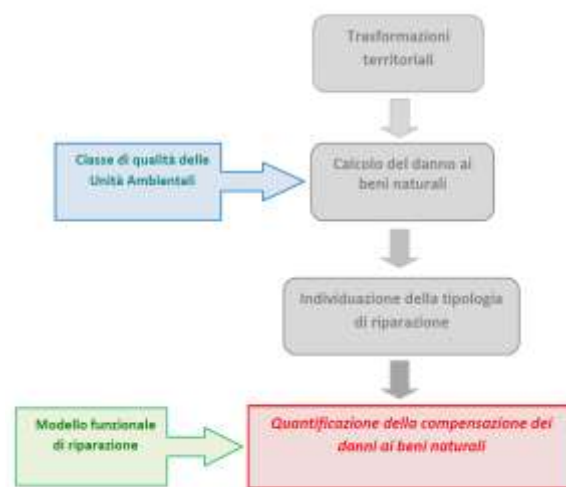 Trasformazioni
territoriali
Classe di qualità delle
Unità Ambientali
Calcolo del danno ai
beni naturali
Individuazione della tipologia
di riparazione
Modello funzionale
di riparazione
Quantificazione della compensazione dei
danni ai beni naturali